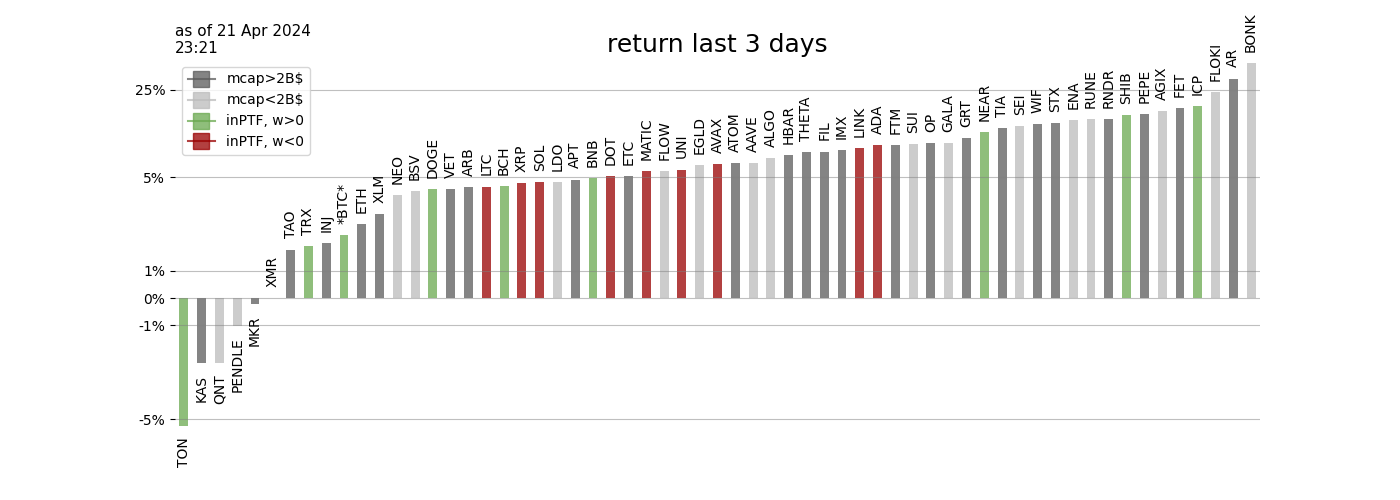 as of 21 Apr 2024
23:21
return last 3 days
mcap>2B$
mcap<2B$
inPTF, w>0
inPTF, w<0
25%
5%
1%
0%
-1%
-5%
TON
KAS
QNT
PENDLE
MKR
XMR
TAO
TRX
INJ
*BTC*
ETH
XLM
NEO
BSV
DOGE
VET
ARB
LTC
BCH
XRP
SOL
LDO
APT
BNB
DOT
ETC
MATIC
FLOW
UNI
EGLD
AVAX
ATOM
AAVE
ALGO
HBAR
THETA
FIL
IMX
LINK
ADA
FTM
SUI
OP
GALA
GRT
NEAR
TIA
SEI
WIF
STX
ENA
RUNE
RNDR
SHIB
PEPE
AGIX
FET
ICP
FLOKI
AR
BONK